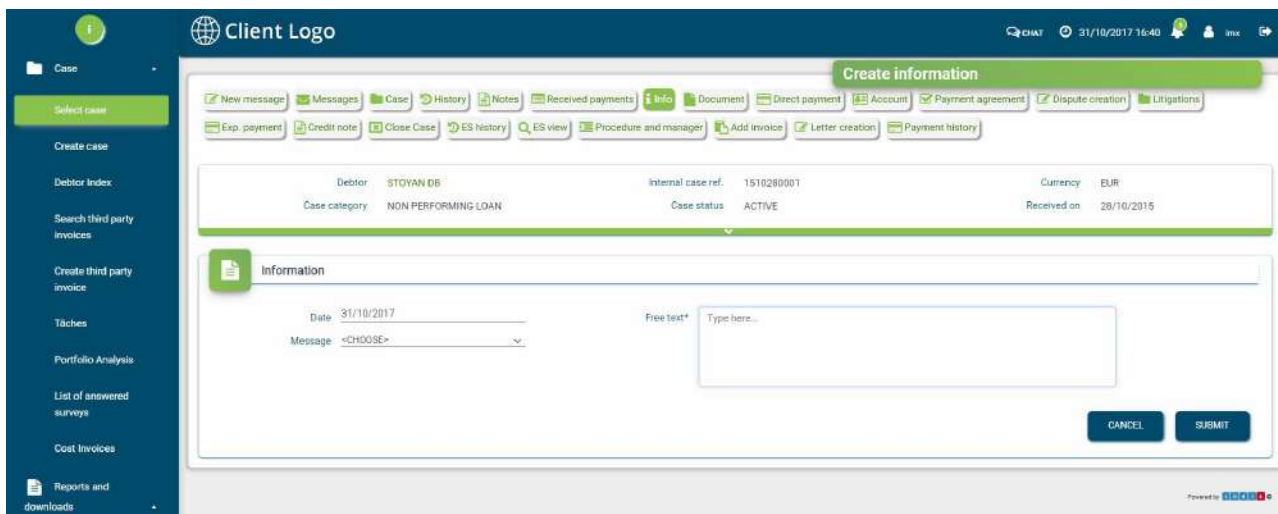 Client Logo
CHAT 31/10/2017 16:40 imx
Case
Select case
Create case
Debtor Index
Search third party
invoices
Create third party
invoice
Tâches
Portfolio Analysis
List of answered
surveys
Cost Invoices
Reports and
downloads
Create information
New message Messages Case History Notes Received payments Info Document Direct payment Account Payment agreement Dispute creation Litigations
Exp. payment Credit note Close Case ES history ES view Procedure and manager Add invoice Letter creation Payment history
Debtor STOYAN DB Internal case ref. 1510280001 Currency EUR
Case category NON PERFORMING LOAN Case status ACTIVE Received on 28/10/2015
Information
Date 31/10/2017 Free text* Type here...
Message <CHOOSE>
CANCEL SUBMIT
Powered by